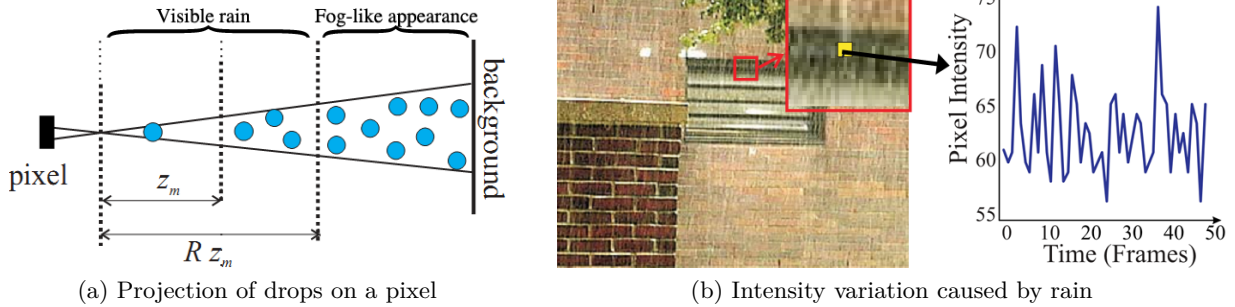 Visible rain
Fog-like appearance
pixel
z_m
R z_m
background
(a) Projection of drops on a pixel
75
70
65
60
55
Pixel Intensity
0 10 20 30 40 50
Time (Frames)
(b) Intensity variation caused by rain